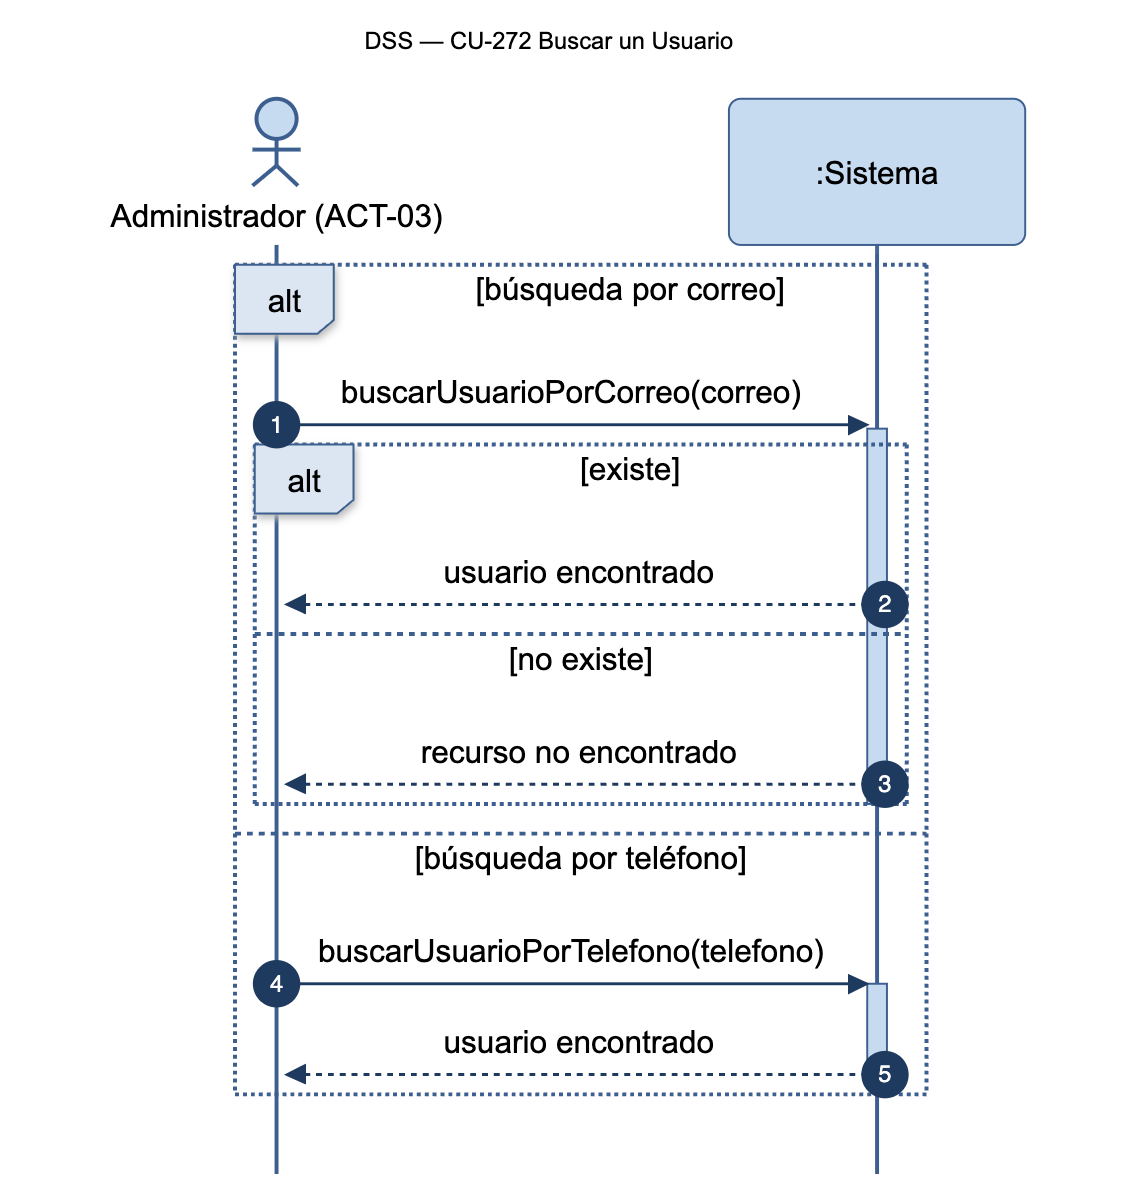 DSS — CU-272 Buscar un Usuario
Administrador (ACT-03)
:Sistema
alt
[búsqueda por correo]
buscarUsuarioPorCorreo(correo)
1
alt
[existe]
usuario encontrado
2
[no existe]
recurso no encontrado
3
[búsqueda por teléfono]
buscarUsuarioPorTelefono(telefono)
4
usuario encontrado
5